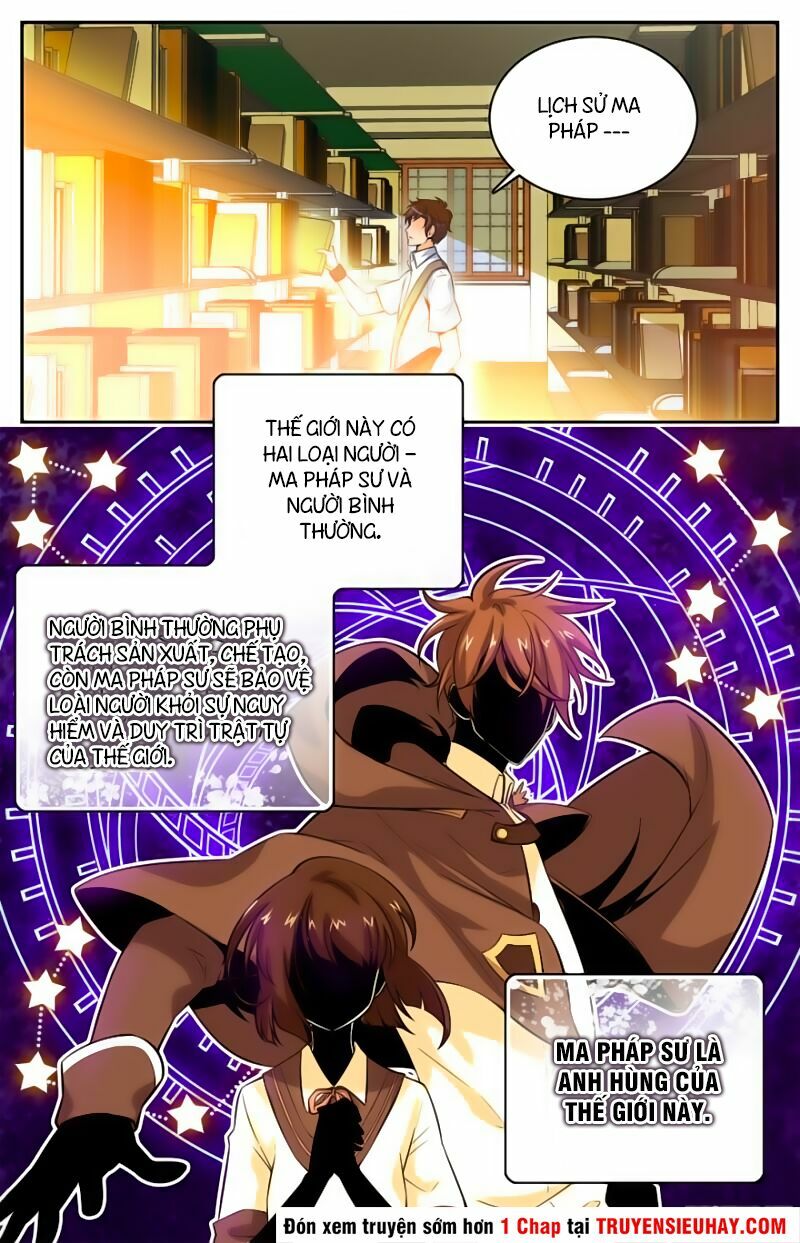 LỊCH SỬ MA
PHÁP ---
THẾ GIỚI NÀY CÓ
HAI LOẠI NGƯỜI -
MA PHÁP SƯ VÀ
NGƯỜI BÌNH
THƯỜNG.
NGƯỜI BÌNH THƯỜNG PHỤ
TRÁCH SẢN XUẤT, CHẾ TẠO,
CÒN MA PHÁP SƯ SẼ BẢO VỆ
LOÀI NGƯỜI KHỎI SỰ NGUY
HIỂM VÀ DUY TRÌ TRẬT TỰ
CỦA THẾ GIỚI.
MA PHÁP SƯ LÀ
ANH HÙNG CỦA
THẾ GIỚI NÀY.
Đón xem truyện sớm hơn 1 Chap tại TRUYENSIEUHAY.COM